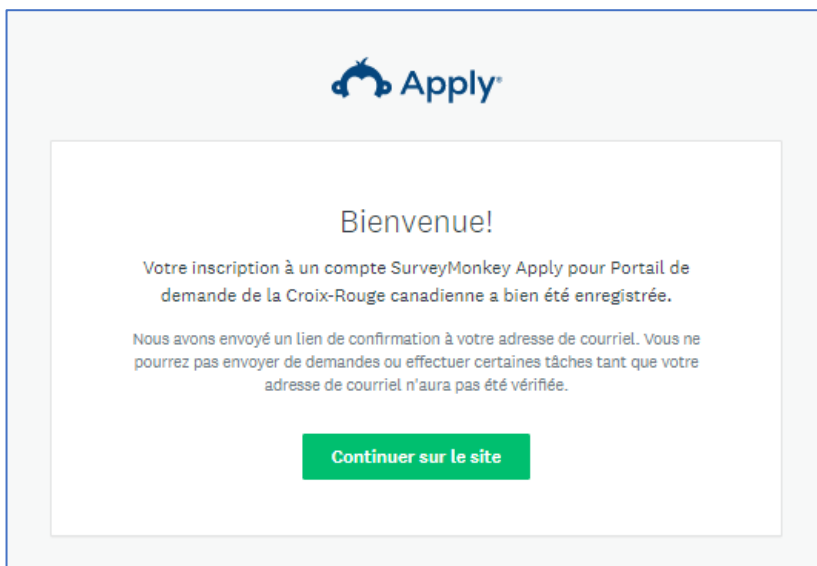 Apply®
Bienvenue!
Votre inscription à un compte SurveyMonkey Apply pour Portail de
demande de la Croix-Rouge canadienne a bien été enregistrée.
Nous avons envoyé un lien de confirmation à votre adresse de courriel. Vous ne
pourrez pas envoyer de demandes ou effectuer certaines tâches tant que votre
adresse de courriel n'aura pas été vérifiée.
Continuer sur le site